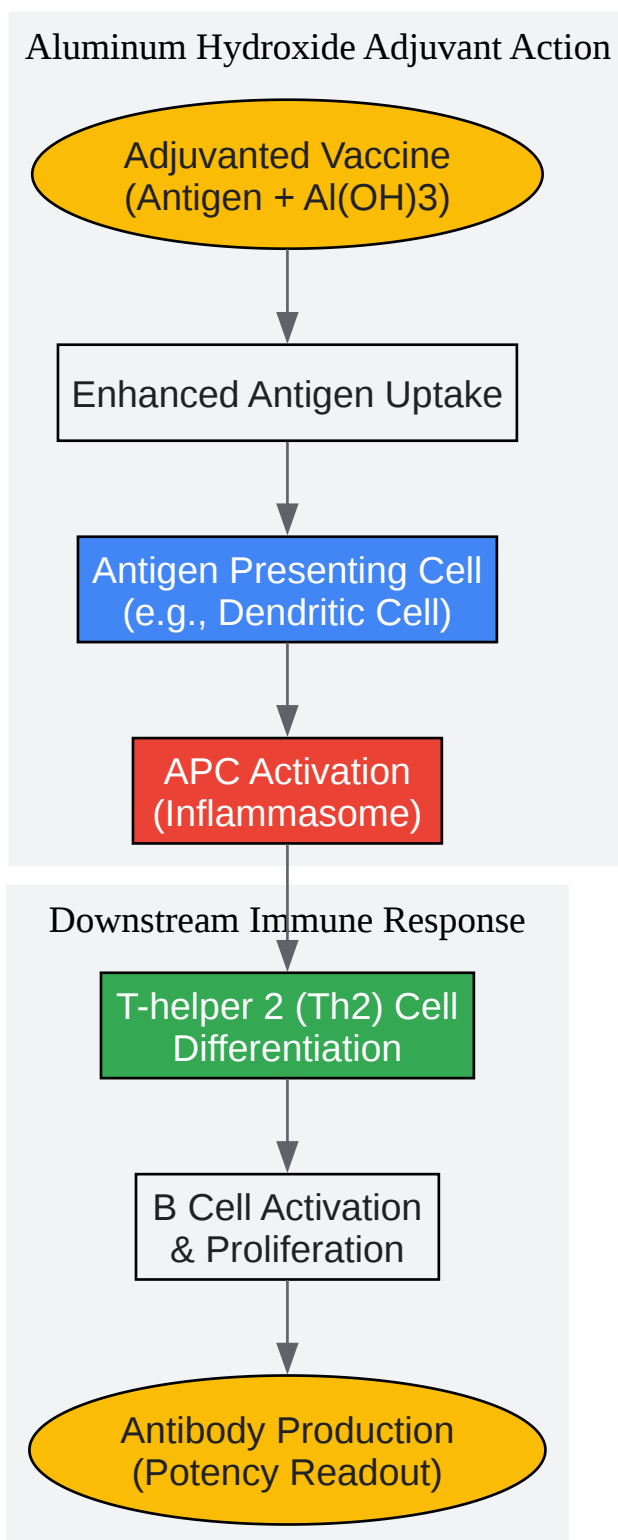 Aluminum Hydroxide Adjuvant Action
Adjuvanted Vaccine
(Antigen + Al(OH)3)
Enhanced Antigen Uptake
Antigen Presenting Cell
(e.g., Dendritic Cell)
APC Activation
(Inflammasome)
Downstream Immune Response
T-helper 2 (Th2) Cell
Differentiation
B Cell Activation
& Proliferation
Antibody Production
(Potency Readout)